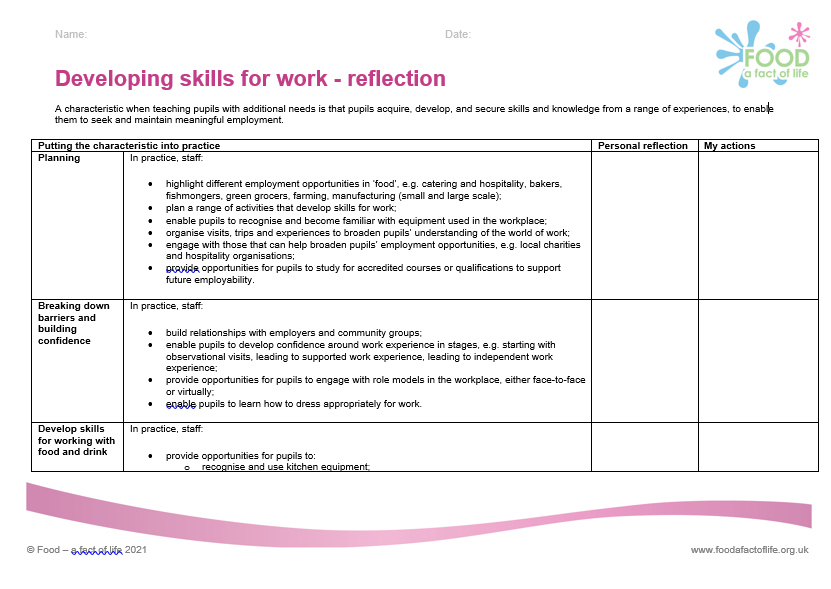 Name:
Date:
FOOD
a fact of life
Developing skills for work - reflection
A characteristic when teaching pupils with additional needs is that pupils acquire, develop, and secure skills and knowledge from a range of experiences, to enable
them to seek and maintain meaningful employment.
Putting the characteristic into practice
Personal reflection
My actions
Planning
In practice, staff:
• highlight different employment opportunities in 'food', e.g. catering and hospitality, bakers,
fishmongers, green grocers, farming, manufacturing (small and large scale);
• plan a range of activities that develop skills for work;
• enable pupils to recognise and become familiar with equipment used in the workplace;
• organise visits, trips and experiences to broaden pupils' understanding of the world of work;
• engage with those that can help broaden pupils' employment opportunities, e.g. local charities
and hospitality organisations;
• provide opportunities for pupils to study for accredited courses or qualifications to support
future employability.
Breaking down
barriers and
building
confidence
In practice, staff:
• build relationships with employers and community groups;
• enable pupils to develop confidence around work experience in stages, e.g. starting with
observational visits, leading to supported work experience, leading to independent work
experience;
• provide opportunities for pupils to engage with role models in the workplace, either face-to-face
or virtually;
• enable pupils to learn how to dress appropriately for work.
Develop skills
for working with
food and drink
In practice, staff:
• provide opportunities for pupils to:
o recognise and use kitchen equipment;
© Food – a fact of life 2021
www.foodafactoflife.org.uk